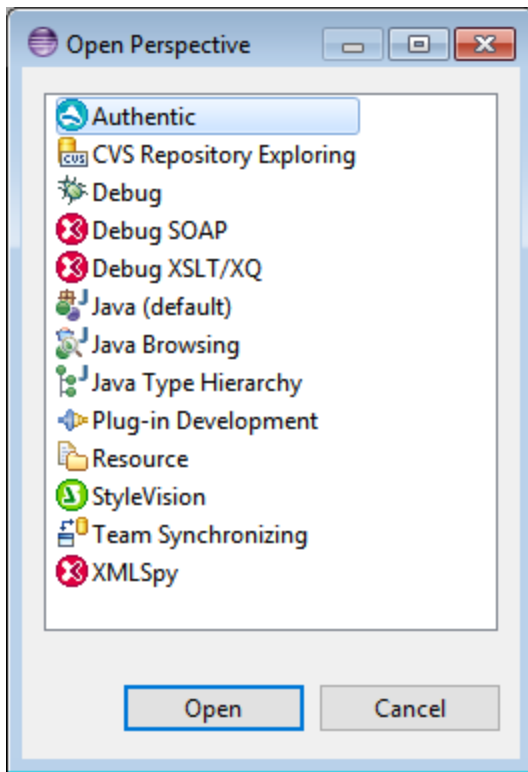 Open Perspective
Authentic
CVS Repository Exploring
Debug
Debug SOAP
Debug XSLT/XQ
Java (default)
Java Browsing
Java Type Hierarchy
Plug-in Development
Resource
StyleVision
Team Synchronizing
XMLSpy
Open Cancel